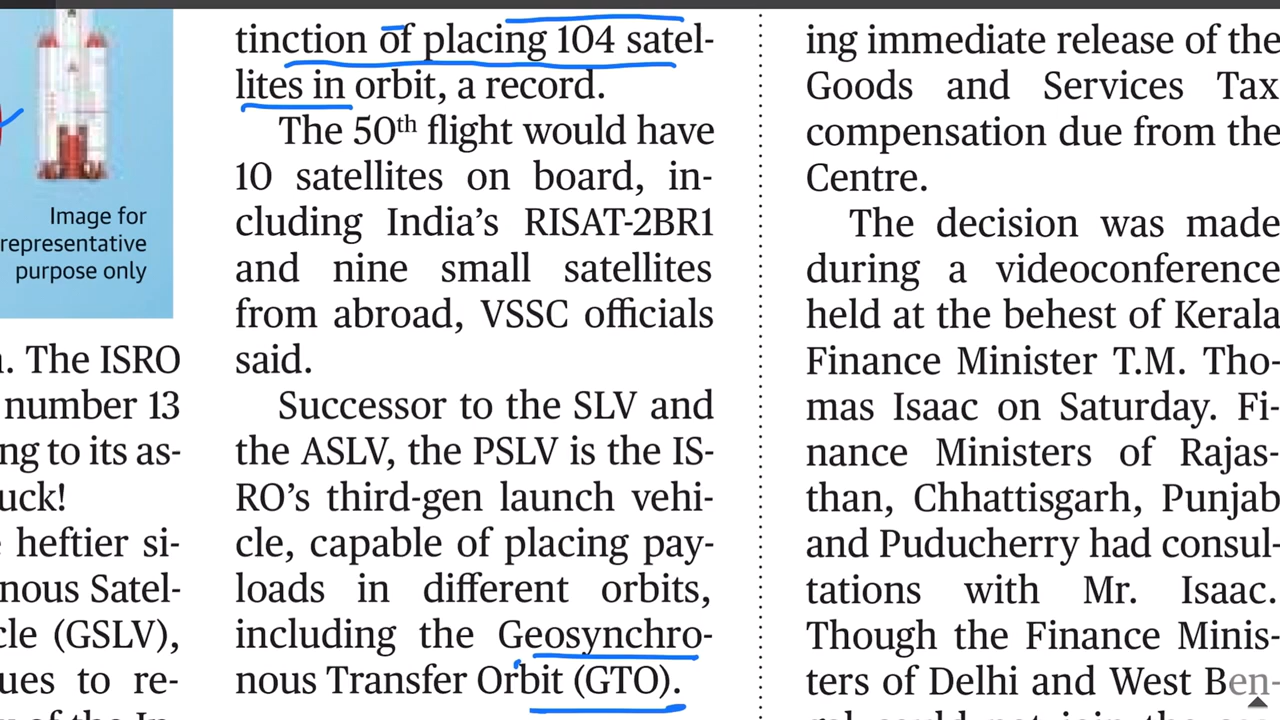 Image for
representative
purpose only
. The ISRO
number 13
ng to its as-
uck!
heftier si-
nous Satel-
cle (GSLV),
ues to re-
tinction of placing 104 satel-
lites in orbit, a record.
The 50th flight would have
10 satellites on board, in-
cluding India's RISAT-2BR1
and nine small satellites
from abroad, VSSC officials
said.
Successor to the SLV and
the ASLV, the PSLV is the IS-
RO's third-gen launch vehi-
cle, capable of placing pay-
loads in different orbits,
including the Geosynchro-
nous Transfer Orbit (GTO).
ing immediate release of the
Goods and Services Tax
compensation due from the
Centre.
The decision was made
during a videoconference
held at the behest of Kerala
Finance Minister T.M. Tho-
mas Isaac on Saturday. Fi-
nance Ministers of Rajas-
than, Chhattisgarh, Punjab
and Puducherry had consul-
tations with Mr. Isaac.
Though the Finance Minis-
ters of Delhi and West Ben-